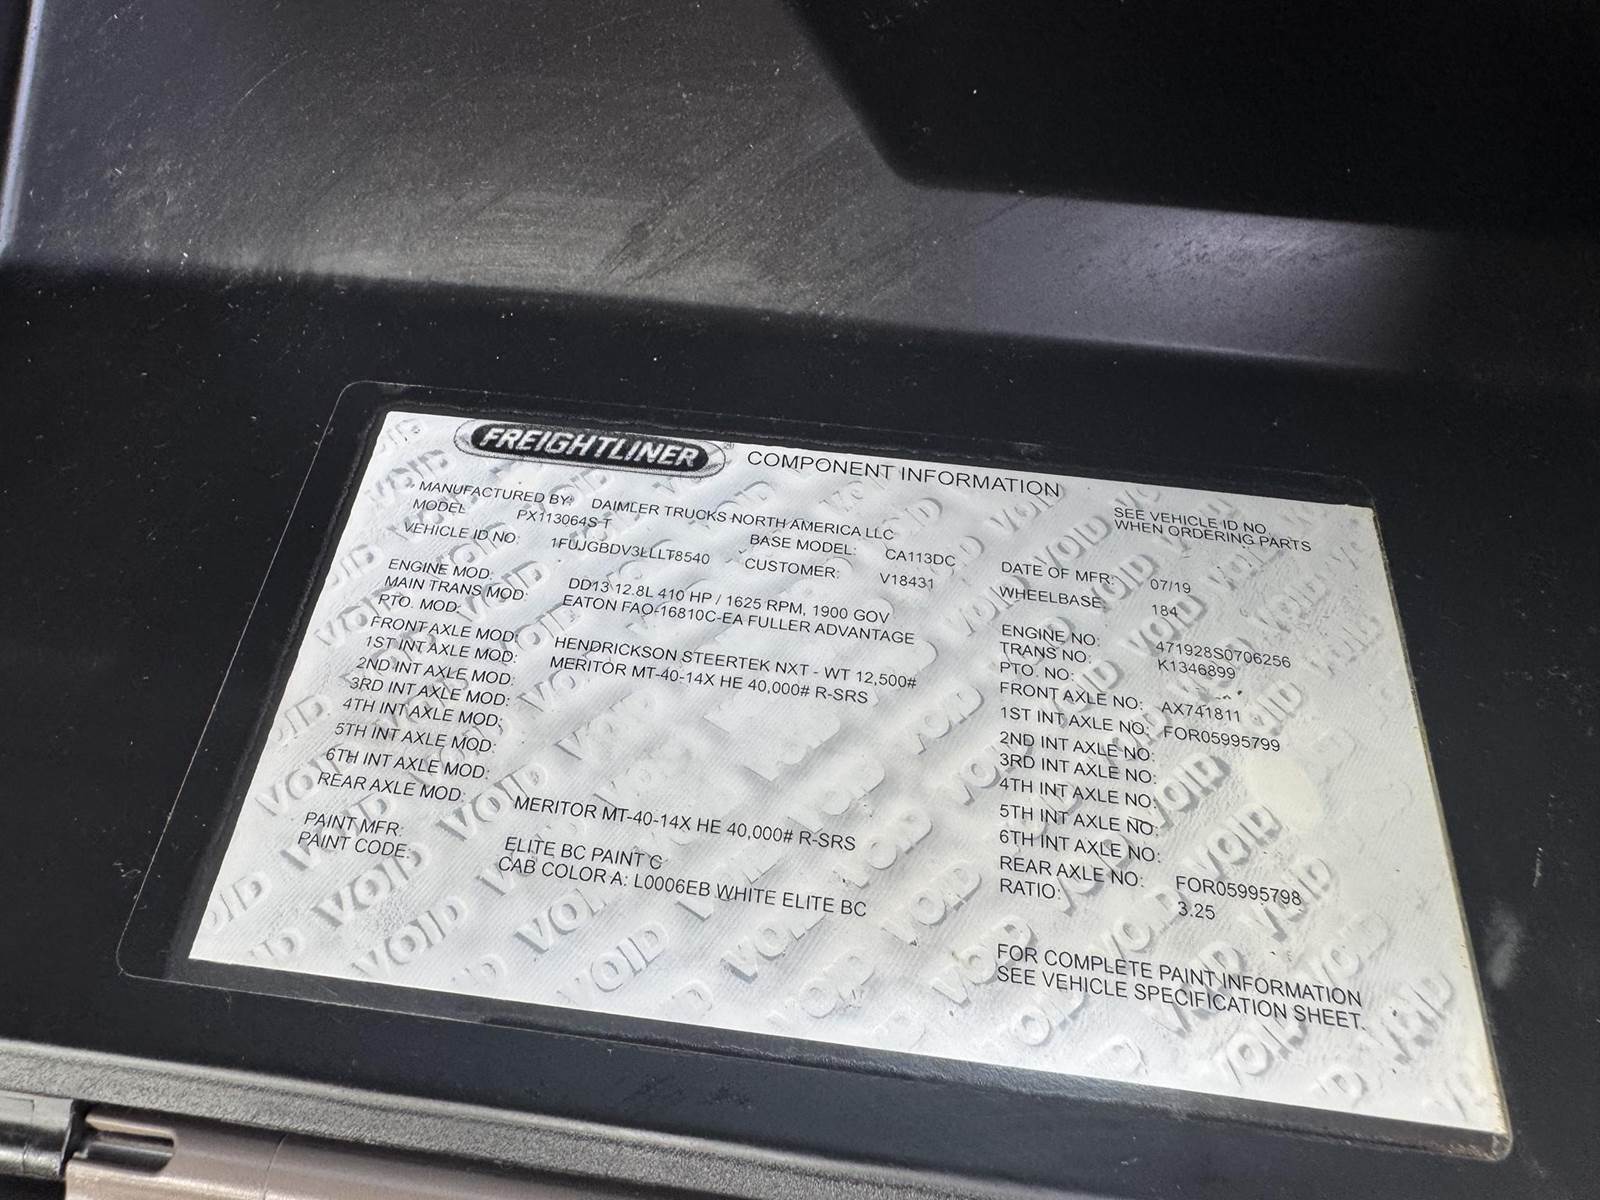 FREIGHTLINER COMPONENT INFORMATION
MANUFACTURED BY: DAIMLER TRUCKS NORTH AMERICA LLC
SEE VEHICLE ID NO
WHEN ORDERING PARTS
MODEL PX113064S T BASE MODEL: CA113DC
VEHICLE ID NO: 1FUJGBDV3LLLT8540 CUSTOMER: V18431
DATE OF MFR: 07/19
WHEELBASE: 184
ENGINE MOD: DD13 12.8L 410 HP / 1625 RPM, 1900 GOV ENGINE NO: 471928S0706256
MAIN TRANS MOD: EATON FAO-16810C-EA FULLER ADVANTAGE TRANS NO: K1346899
PTO. MOD: PTO. NO:
FRONT AXLE MOD: HENDRICKSON STEERTEK NXT - WT 12,500# FRONT AXLE NO: AX741811
1ST INT AXLE MOD: MERITOR MT-40-14X HE 40,000# R-SRS 1ST INT AXLE NO: FOR05995799
2ND INT AXLE MOD: 2ND INT AXLE NO:
3RD INT AXLE MOD: 3RD INT AXLE NO:
4TH INT AXLE MOD: 4TH INT AXLE NO:
5TH INT AXLE MOD: 5TH INT AXLE NO:
6TH INT AXLE MOD: 6TH INT AXLE NO:
REAR AXLE MOD: MERITOR MT-40-14X HE 40,000# R-SRS REAR AXLE NO: FOR05995798
RATIO: 3.25
PAINT MFR: ELITE BC PAINT C
PAINT CODE: CAB COLOR A: L0006EB WHITE ELITE BC
FOR COMPLETE PAINT INFORMATION
SEE VEHICLE SPECIFICATION SHEET.